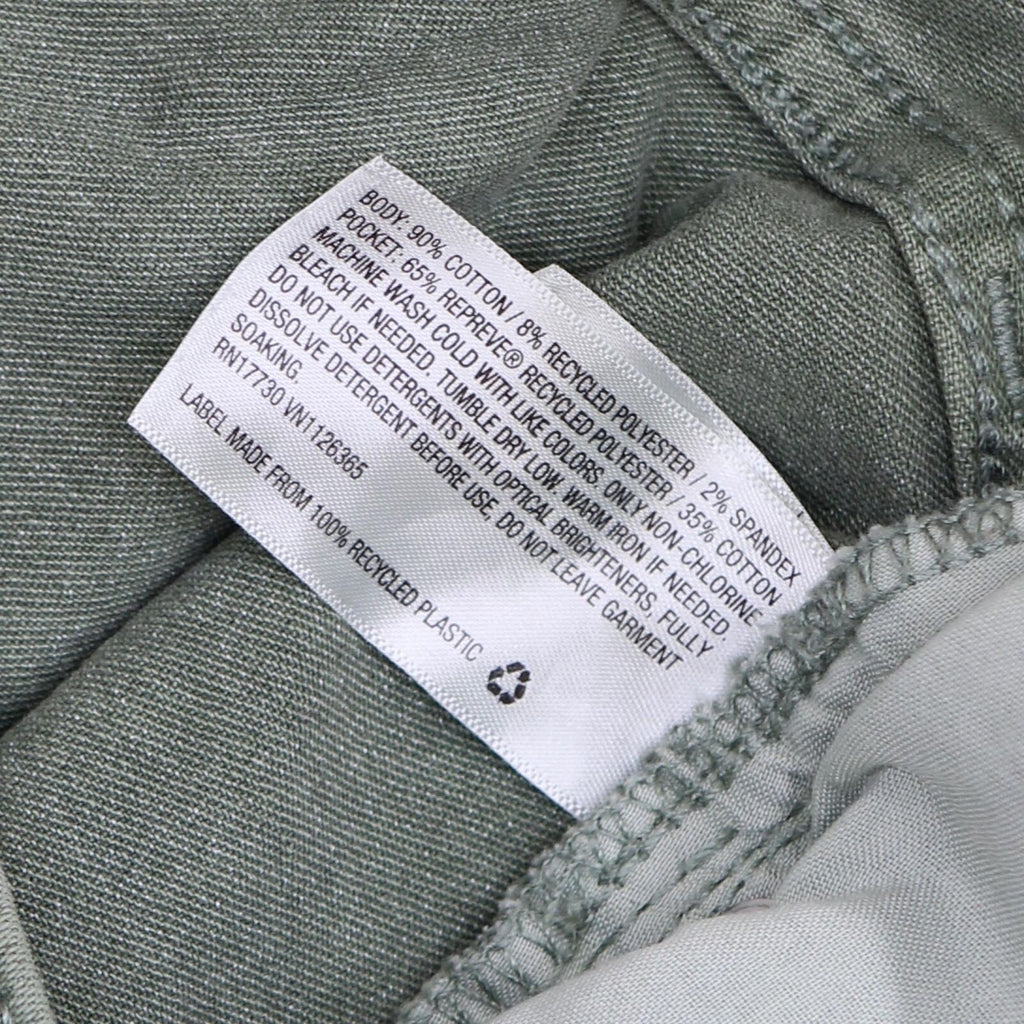 BODY: 90% COTTON / 8% RECYCLED POLYESTER / 2% SPANDEX
POCKET: 65% REPREVE® RECYCLED POLYESTER / 35% COTTON
MACHINE WASH COLD WITH LIKE COLORS. ONLY NON-CHLORINE
BLEACH IF NEEDED. TUMBLE DRY LOW. WARM IRON IF NEEDED.
DO NOT USE DETERGENTS WITH OPTICAL BRIGHTENERS. FULLY
DISSOLVE DETERGENT BEFORE USE. DO NOT LEAVE GARMENT
SOAKING.
RN17730 VN1126365
LABEL MADE FROM 100% RECYCLED PLASTIC